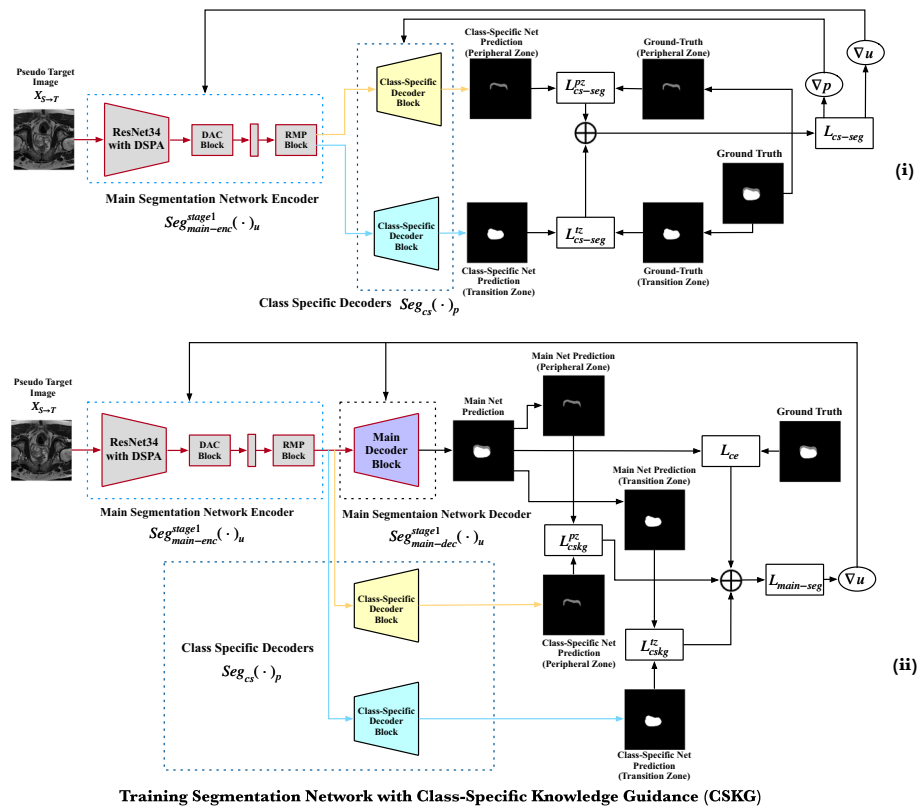 Pseudo Target
Image
X_{S→T}
ResNet34
with DSPA
DAC
Block
RMP
Block
Main Segmentation Network Encoder
Seg^{stage1}_{main−enc}( · )_u
Class-Specific
Decoder
Block
Class-Specific
Decoder
Block
Class Specific Decoders Seg_{cs}( · )_p
Class-Specific Net
Prediction
(Peripheral Zone)
Class-Specific Net
Prediction
(Transition Zone)
L^{pz}_{cs−seg}
L^{tz}_{cs−seg}
Ground-Truth
(Peripheral Zone)
Ground-Truth
(Transition Zone)
Ground Truth
∇p
∇u
L_{cs−seg}
(i)
Pseudo Target
Image
X_{S→T}
ResNet34
with DSPA
DAC
Block
RMP
Block
Main Segmentation Network Encoder
Seg^{stage1}_{main−enc}( · )_u
Main
Decoder
Block
Main Segmentaion Network Decoder
Seg^{stage1}_{main−dec}( · )_u
Main Net
Prediction
Main Net Prediction
(Peripheral Zone)
Main Net Prediction
(Transition Zone)
L_{ce}
Ground Truth
L^{pz}_{cskg}
L^{tz}_{cskg}
L_{main−seg}
∇u
Class Specific Decoders
Seg_{cs}( · )_p
Class-Specific
Decoder
Block
Class-Specific
Decoder
Block
Class-Specific Net
Prediction
(Peripheral Zone)
Class-Specific Net
Prediction
(Transition Zone)
(ii)
Training Segmentation Network with Class-Specific Knowledge Guidance (CSKG)